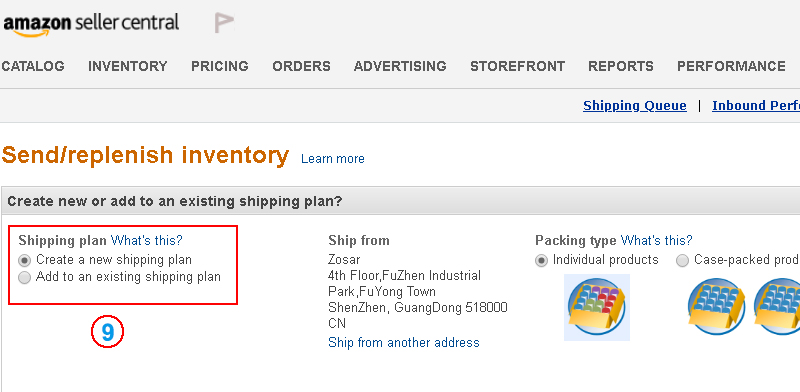 amazon seller central
CATALOG INVENTORY PRICING ORDERS ADVERTISING STOREFRONT REPORTS PERFORMANCE
Shipping Queue | Inbound Perf
Send/replenish inventory Learn more
Create new or add to an existing shipping plan?
Shipping plan What's this?
Create a new shipping plan
Add to an existing shipping plan
9
Ship from
Zosar
4th Floor,FuZhen Industrial
Park,FuYong Town
ShenZhen, GuangDong 518000
CN
Ship from another address
Packing type What's this?
Individual products Case-packed prod